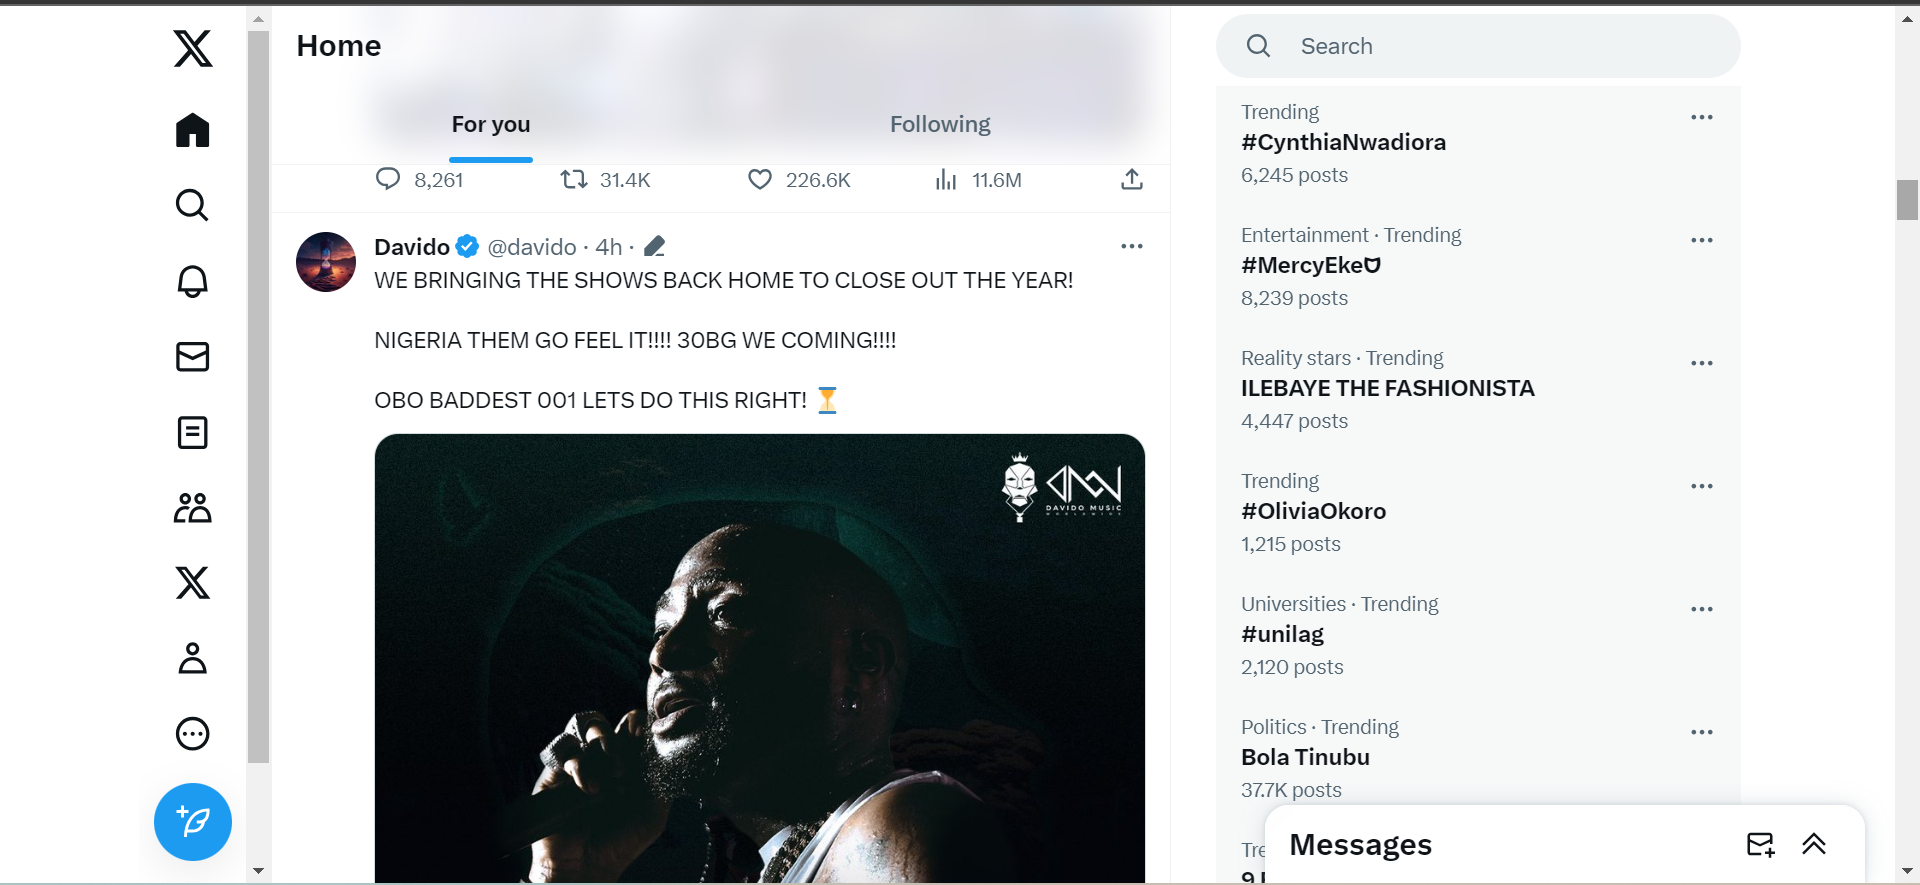 Home
For you
Following
8,261
31.4K
226.6K
11.6M
Davido @davido · 4h ·
WE BRINGING THE SHOWS BACK HOME TO CLOSE OUT THE YEAR!
NIGERIA THEM GO FEEL IT!!!! 30BG WE COMING!!!!
OBO BADDEST 001 LETS DO THIS RIGHT! ⏳
DAVIDO MUSIC
WORLDWIDE
Search
Trending
#CynthiaNwadiora
6,245 posts
Entertainment · Trending
#MercyEke
8,239 posts
Reality stars · Trending
ILEBAYE THE FASHIONISTA
4,447 posts
Trending
#OliviaOkoro
1,215 posts
Universities · Trending
#unilag
2,120 posts
Politics · Trending
Bola Tinubu
37.7K posts
Messages